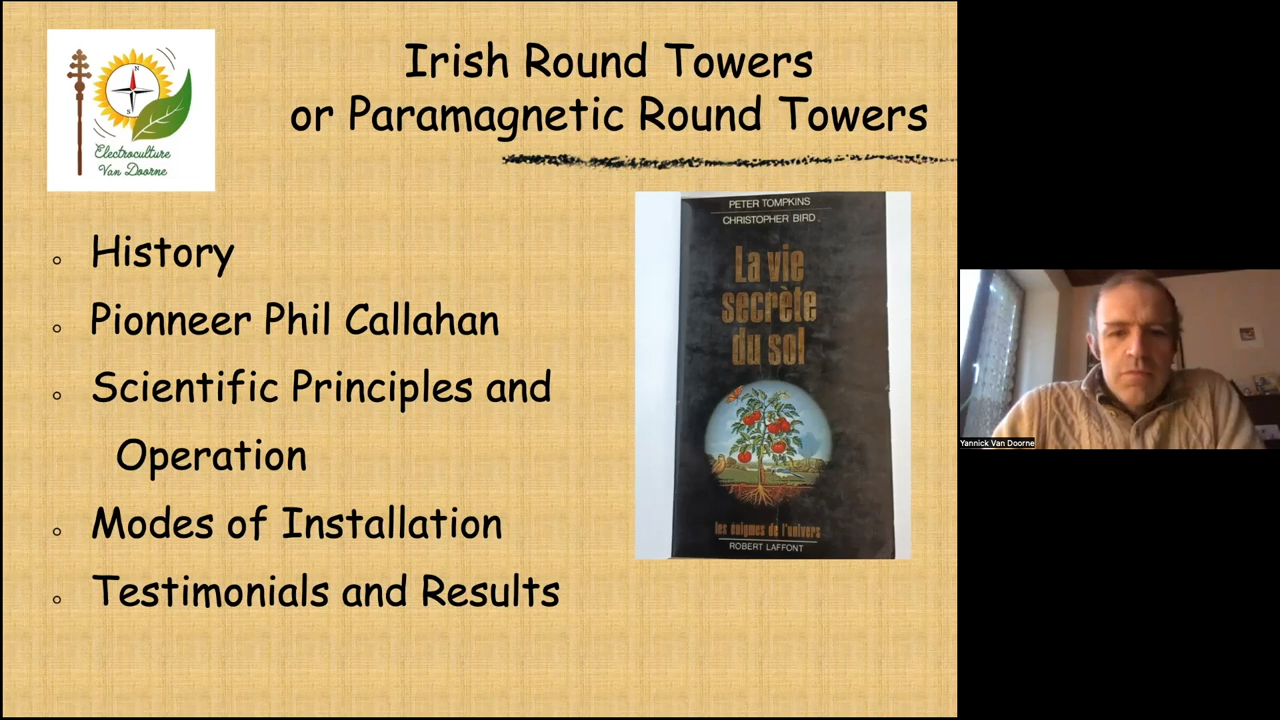 Irish Round Towers
or Paramagnetic Round Towers
N
S
Electroculture
Van Doorne
History
Pionneer Phil Callahan
Scientific Principles and
Operation
Modes of Installation
Testimonials and Results
PETER TOMPKINS
CHRISTOPHER BIRD
La vie
secrète
du sol
les énigmes de l'univers
ROBERT LAFFONT
Yannick Van Doorne